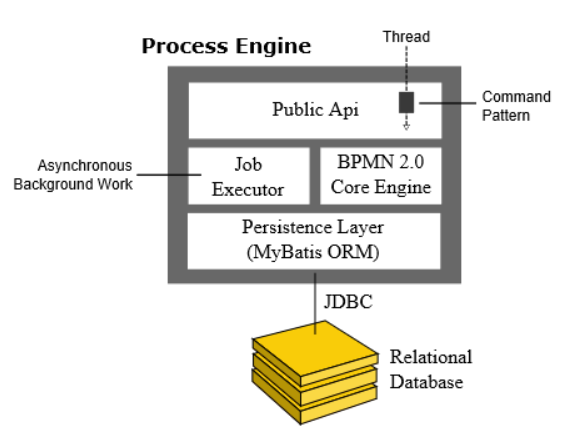 Process Engine
Thread
Public Api
Command
Pattern
Asynchronous
Background Work
Job
Executor
BPMN 2.0
Core Engine
Persistence Layer
(MyBatis ORM)
JDBC
Relational
Database